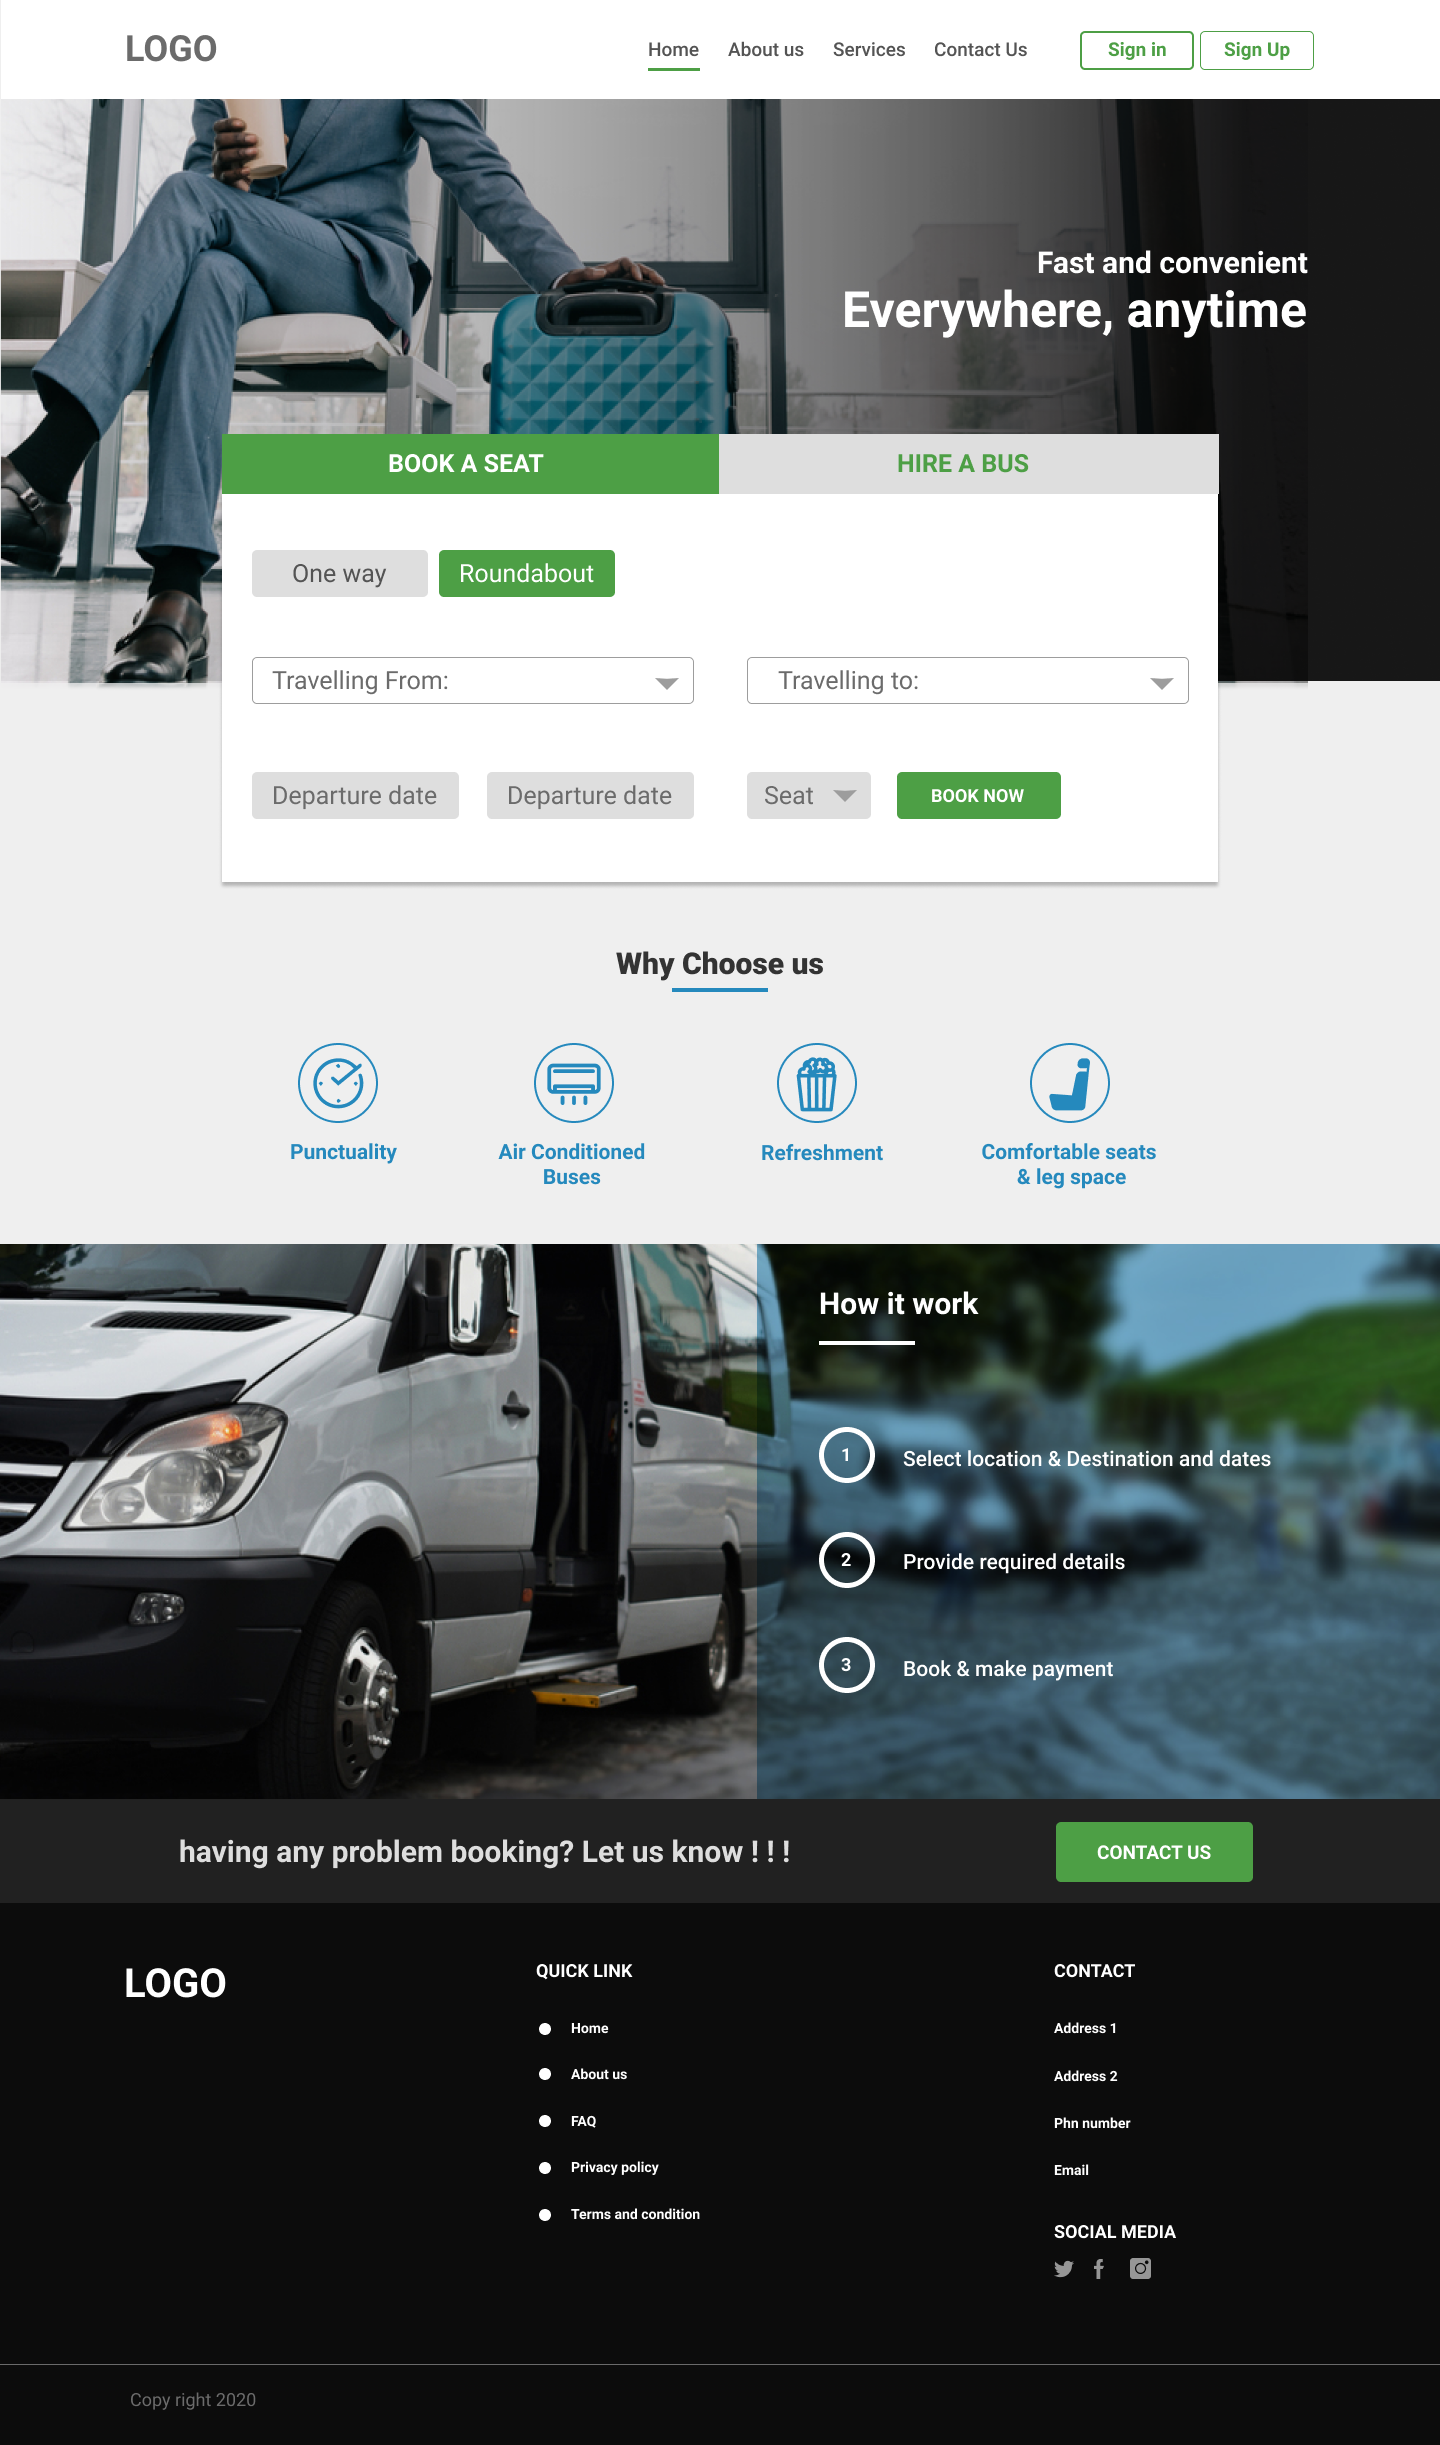 LOGO
Home
About us
Services
Contact Us
Sign in
Sign Up
Fast and convenient
Everywhere, anytime
BOOK A SEAT
HIRE A BUS
One way
Roundabout
Travelling From:
Travelling to:
Departure date
Departure date
Seat
BOOK NOW
Why Choose us
Punctuality
Air Conditioned
Buses
Refreshment
Comfortable seats
& leg space
How it work
1
Select location & Destination and dates
2
Provide required details
3
Book & make payment
having any problem booking? Let us know ! ! !
CONTACT US
LOGO
QUICK LINK
Home
About us
FAQ
Privacy policy
Terms and condition
CONTACT
Address 1
Address 2
Phn number
Email
SOCIAL MEDIA
Copy right 2020